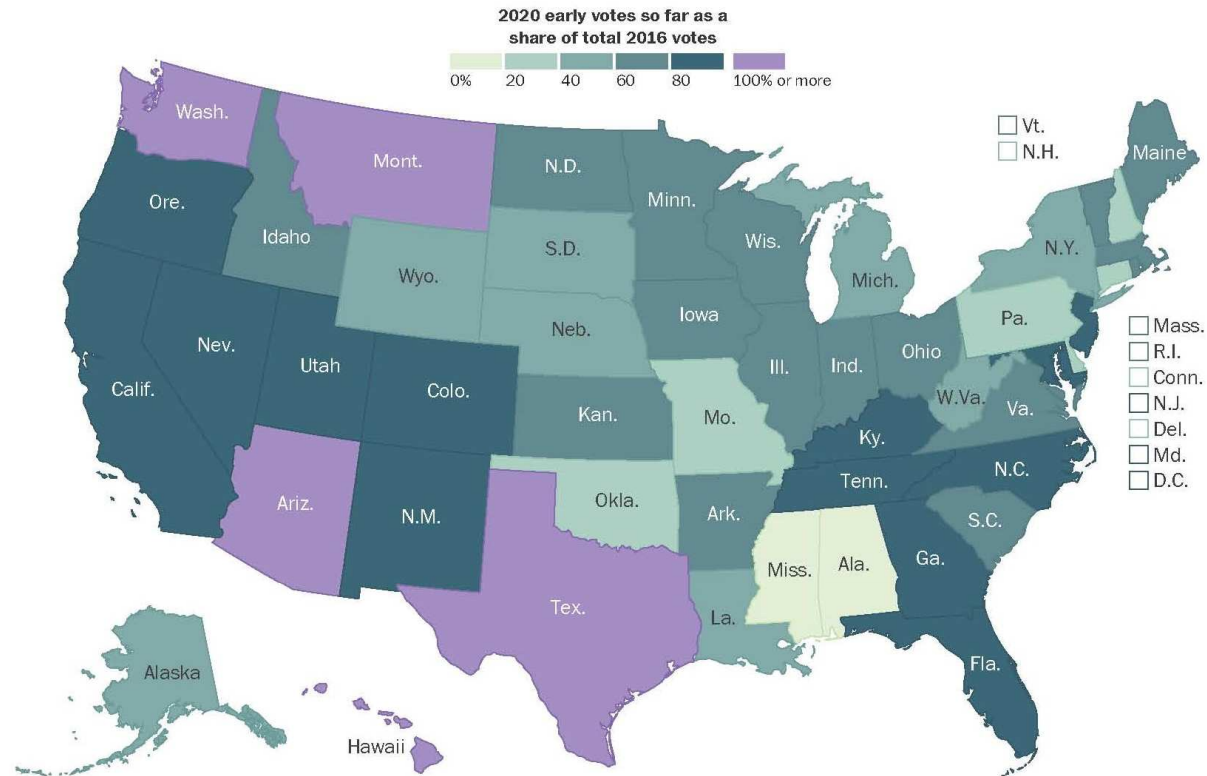 2020 early votes so far as a
share of total 2016 votes
0% 20 40 60 80 100% or more
Wash.
Vt.
Mont.
N.H.
Maine
N.D.
Ore.
Minn.
Idaho
Wis.
S.D.
N.Y.
Wyo.
Mich.
Iowa
Pa.
Neb.
Mass.
Nev.
Ohio
R.I.
Utah
Ill.
Ind.
Conn.
Calif.
Colo.
W.Va.
Va.
N.J.
Kan.
Mo.
Del.
Ky.
Md.
N.C.
Tenn.
D.C.
Okla.
Ariz.
N.M.
Ark.
S.C.
Miss.
Ala.
Ga.
Tex.
La.
Fla.
Alaska
Hawaii